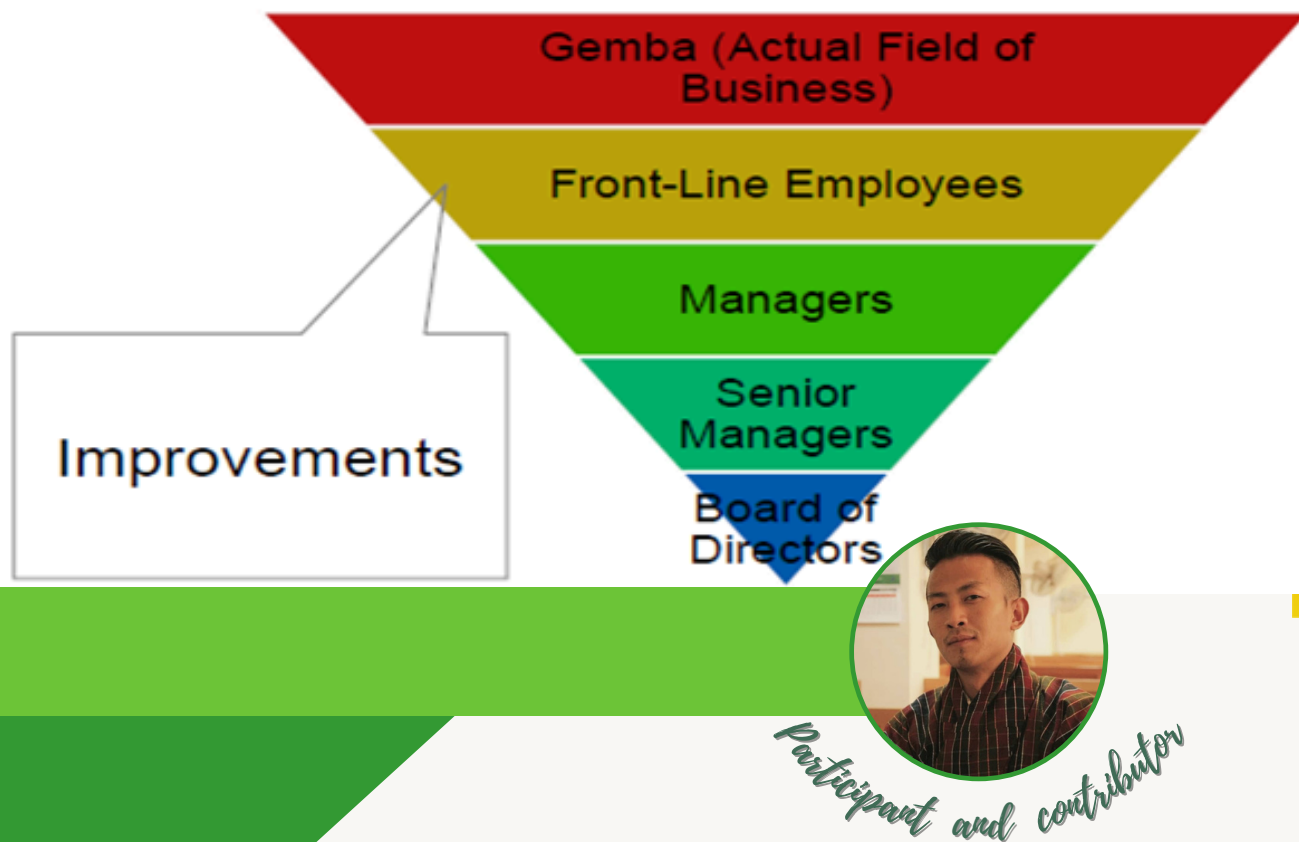 Gemba (Actual Field of
Business)
Front-Line Employees
Managers
Senior
Managers
Board of
Directors
Improvements
Participant and contributor